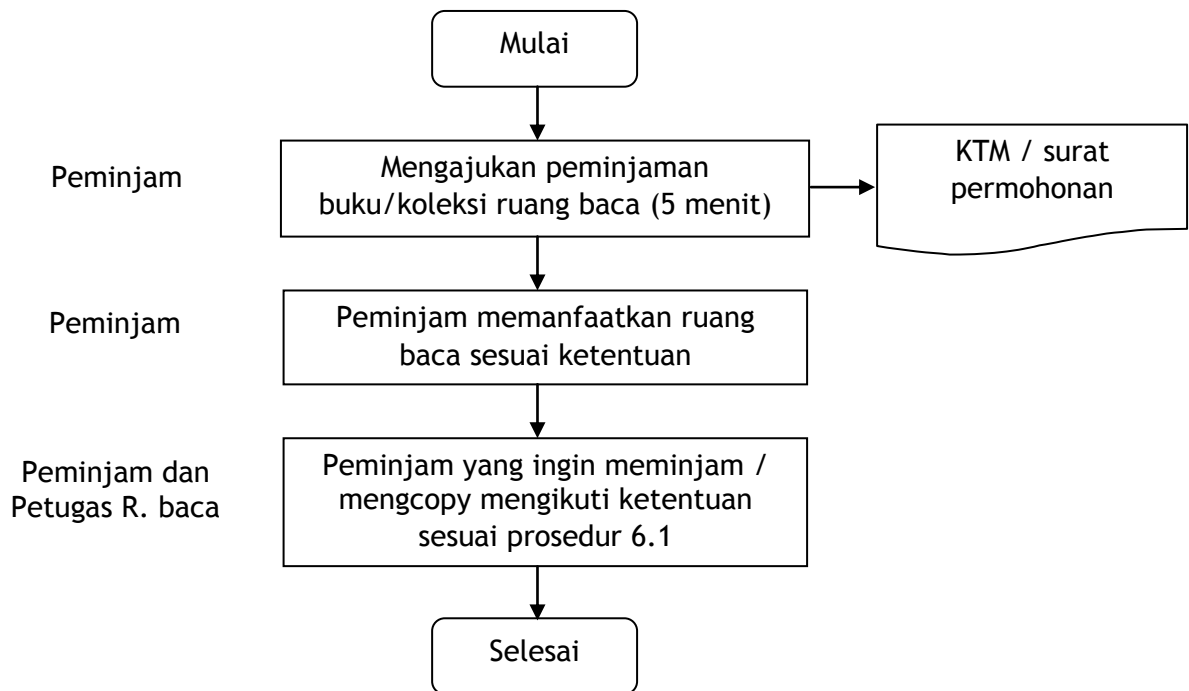 Mulai
Peminjam
Mengajukan peminjaman
buku/koleksi ruang baca (5 menit)
KTM / surat
permohonan
Peminjam
Peminjam memanfaatkan ruang
baca sesuai ketentuan
Peminjam dan
Petugas R. baca
Peminjam yang ingin meminjam /
mengcopy mengikuti ketentuan
sesuai prosedur 6.1
Selesai